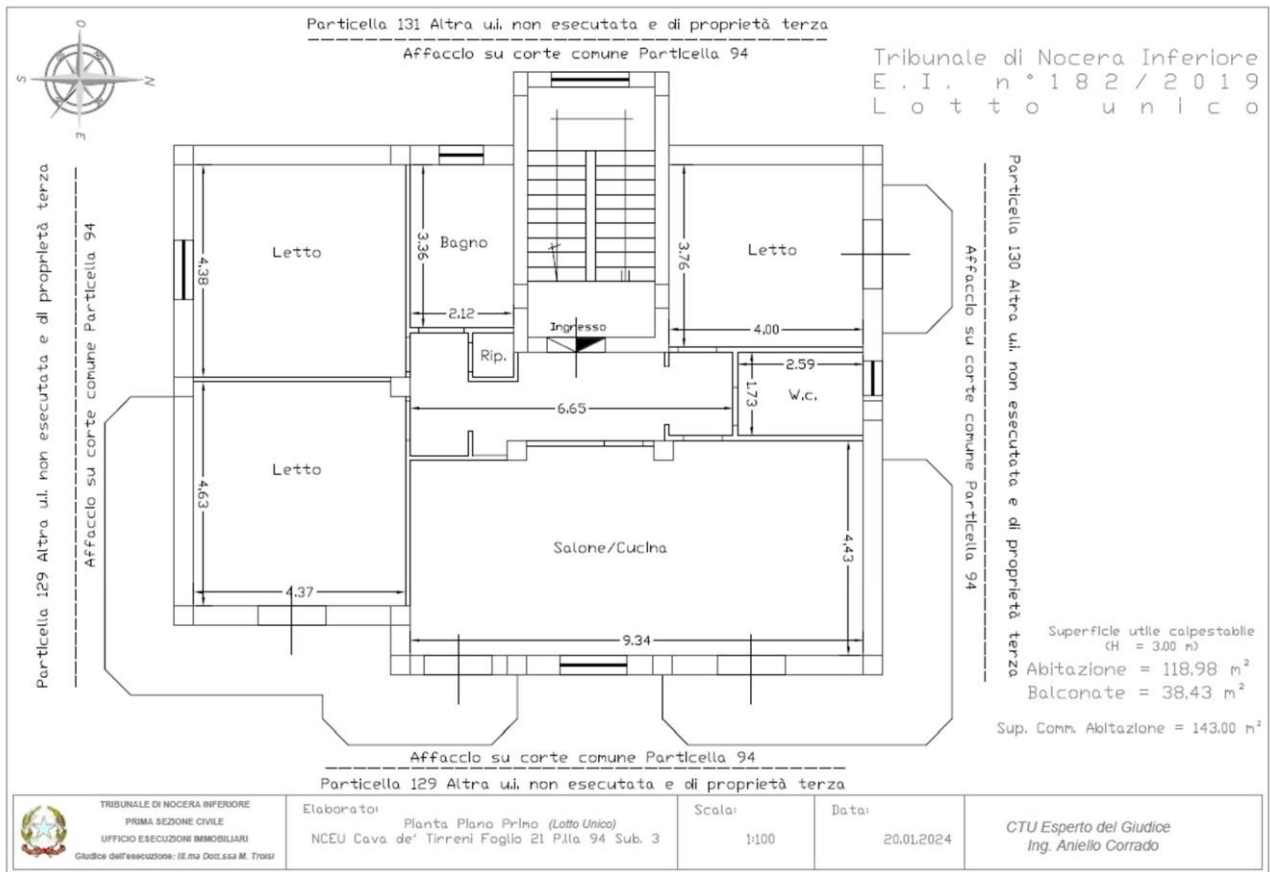 Particella 131 Altra u.i. non esecutata e di proprietà terza
Affaccio su corte comune Particella 94
Tribunale di Nocera Inferiore
E.I. n°182/2019
Lotto unico
O
S
N
E
Particella 129 Altra u.i. non esecutata e di proprietà terza
Affaccio su corte comune Particella 94
Particella 130 Altra u.i. non esecutata e di proprietà terza
Affaccio su corte comune Particella 94
Letto
4.38
Bagno
3.36
2.12
Letto
3.76
4.00
Ingresso
Rip.
2.59
1.73
W.c.
6.65
Letto
4.63
4.37
Salone/Cucina
4.43
9.34
Superficie utile calpestabile
(H = 3.00 m)
Abitazione = 118.98 m²
Balconate = 38.43 m²
Sup. Comm. Abitazione = 143.00 m²
Affaccio su corte comune Particella 94
Particella 129 Altra u.i. non esecutata e di proprietà terza
TRIBUNALE DI NOCERA INFERIORE
PRIMA SEZIONE CIVILE
UFFICIO ESECUZIONI IMMOBILIARI
Giudice dell'esecuzione: Ill.ma Dott.ssa M. Troisi
Elaborato:
Pianta Piano Primo (Lotto Unico)
NCEU Cava de' Tirreni Foglio 21 P.lla 94 Sub. 3
Scala:
1:100
Data:
20.01.2024
CTU Esperto del Giudice
Ing. Aniello Corrado